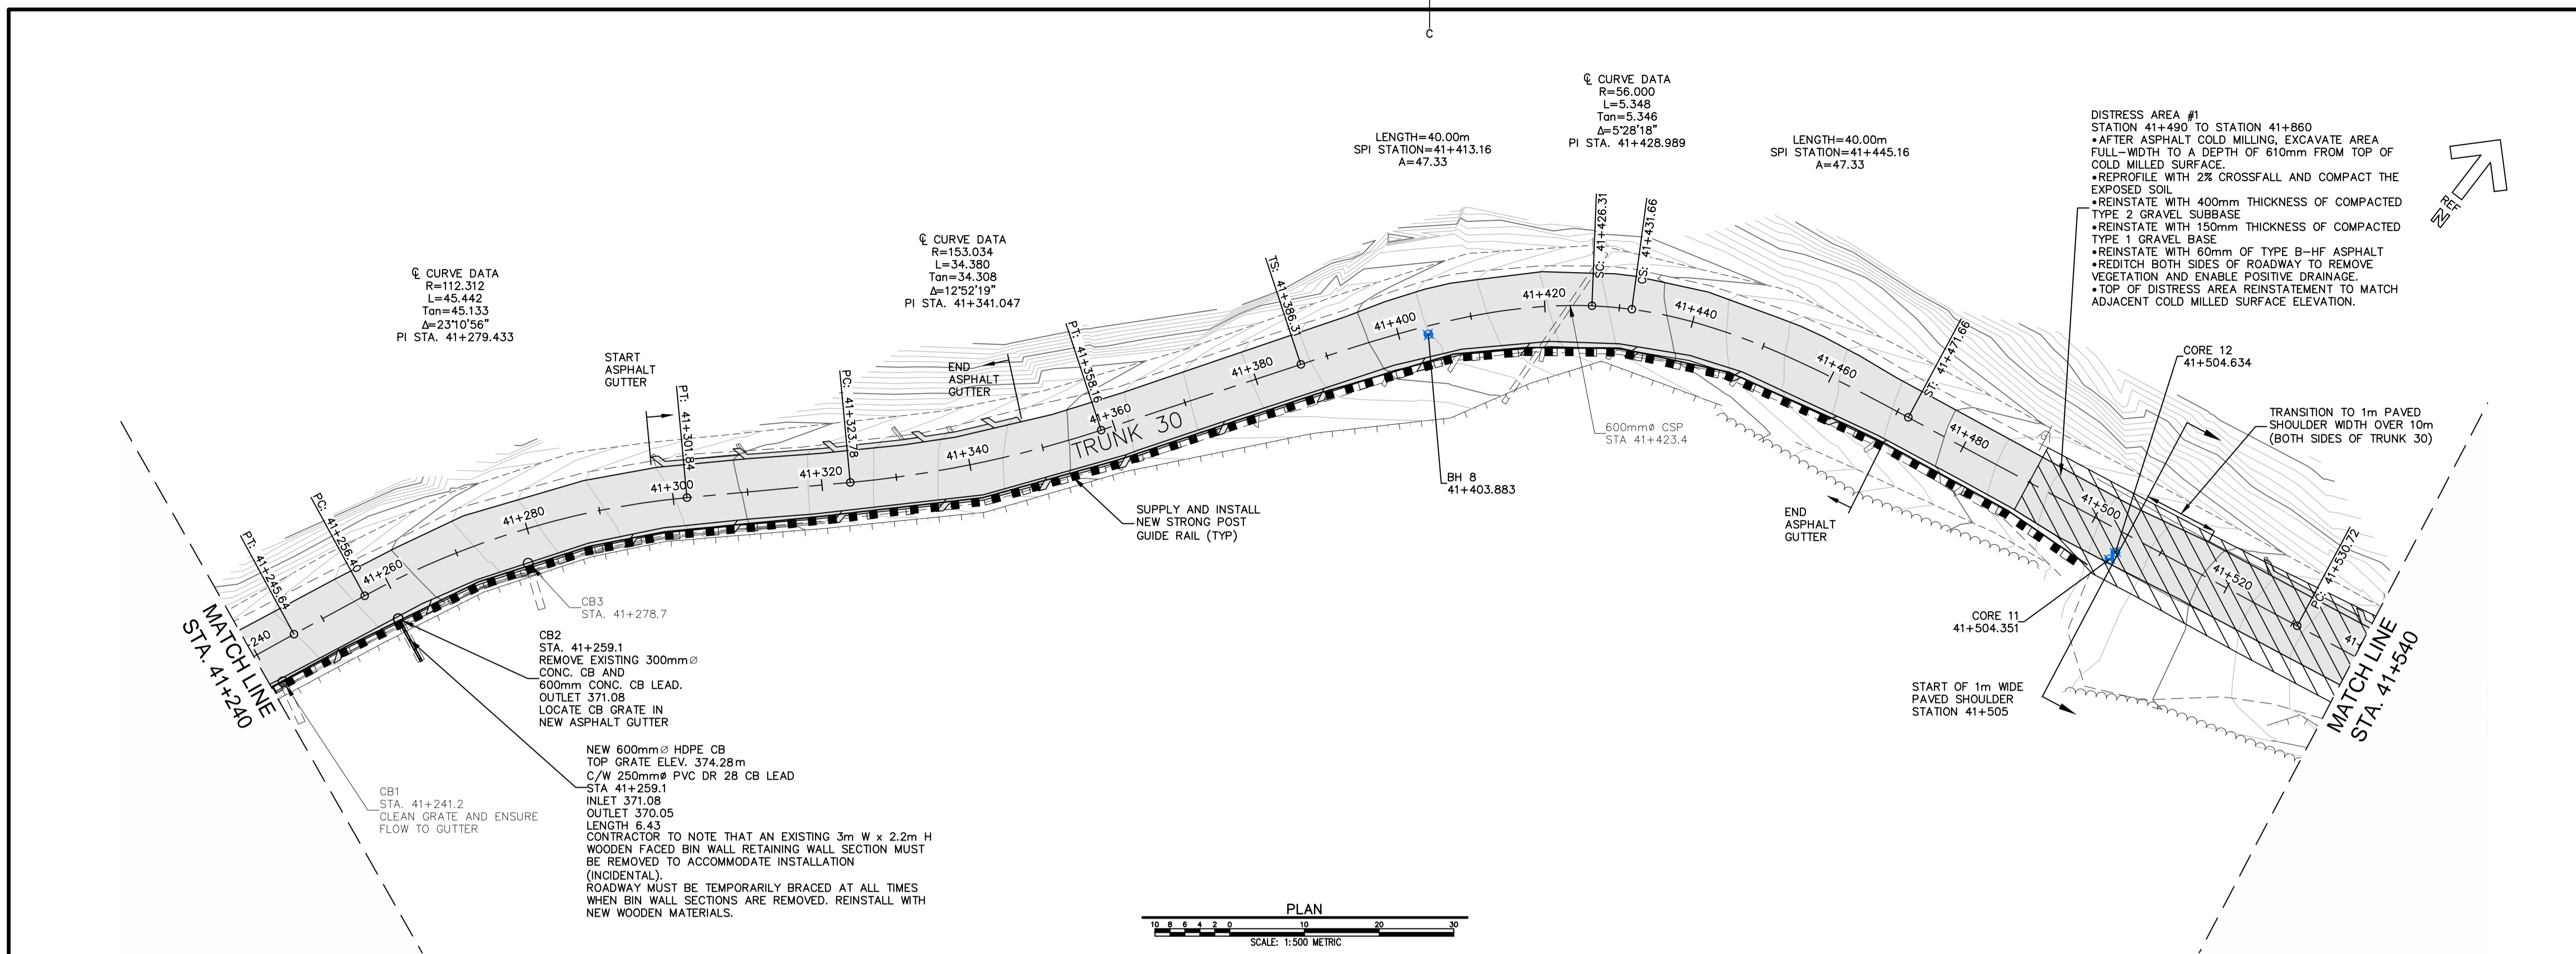 C
℄ CURVE DATA
R=112.312
L=45.442
Tan=45.133
Δ=23°10'56"
PI STA. 41+279.433
START
ASPHALT
GUTTER
℄ CURVE DATA
R=153.034
L=34.380
Tan=34.308
Δ=12°52'19"
PI STA. 41+341.047
END
ASPHALT
GUTTER
LENGTH=40.00m
SPI STATION=41+413.16
A=47.33
℄ CURVE DATA
R=56.000
L=5.348
Tan=5.346
Δ=5°28'18"
PI STA. 41+428.989
LENGTH=40.00m
SPI STATION=41+445.16
A=47.33
DISTRESS AREA #1
STATION 41+490 TO STATION 41+860
•AFTER ASPHALT COLD MILLING, EXCAVATE AREA
FULL-WIDTH TO A DEPTH OF 610mm FROM TOP OF
COLD MILLED SURFACE.
•REPROFILE WITH 2% CROSSFALL AND COMPACT THE
EXPOSED SOIL
•REINSTATE WITH 400mm THICKNESS OF COMPACTED
TYPE 2 GRAVEL SUBBASE
•REINSTATE WITH 150mm THICKNESS OF COMPACTED
TYPE 1 GRAVEL BASE
•REINSTATE WITH 60mm OF TYPE B-HF ASPHALT
•REDITCH BOTH SIDES OF ROADWAY TO REMOVE
VEGETATION AND ENABLE POSITIVE DRAINAGE.
•TOP OF DISTRESS AREA REINSTATEMENT TO MATCH
ADJACENT COLD MILLED SURFACE ELEVATION.
REF
N
PT: 41+245.64
PC: 41+256.40
PT: 41+301.84
PC: 41+323.78
PT: 41+358.16
TS: 41+386.31
SC: 41+426.31
CS: 41+431.66
ST: 41+471.66
PC: 41+530.72
240
41+260
41+280
41+300
41+320
41+340
41+360
41+380
41+400
41+420
41+440
41+460
41+480
41+500
41+520
41+
TRUNK 30
CORE 12
41+504.634
TRANSITION TO 1m PAVED
SHOULDER WIDTH OVER 10m
(BOTH SIDES OF TRUNK 30)
600mmø CSP
STA 41+423.4
BH 8
41+403.883
SUPPLY AND INSTALL
NEW STRONG POST
GUIDE RAIL (TYP)
END
ASPHALT
GUTTER
CORE 11
41+504.351
START OF 1m WIDE
PAVED SHOULDER
STATION 41+505
MATCH LINE
STA. 41+240
MATCH LINE
STA. 41+540
CB3
STA. 41+278.7
CB2
STA. 41+259.1
REMOVE EXISTING 300mm∅
CONC. CB AND
600mm CONC. CB LEAD.
OUTLET 371.08
LOCATE CB GRATE IN
NEW ASPHALT GUTTER
NEW 600mm∅ HDPE CB
TOP GRATE ELEV. 374.28m
C/W 250mmø PVC DR 28 CB LEAD
STA 41+259.1
INLET 371.08
OUTLET 370.05
LENGTH 6.43
CONTRACTOR TO NOTE THAT AN EXISTING 3m W x 2.2m H
WOODEN FACED BIN WALL RETAINING WALL SECTION MUST
BE REMOVED TO ACCOMMODATE INSTALLATION
(INCIDENTAL).
ROADWAY MUST BE TEMPORARILY BRACED AT ALL TIMES
WHEN BIN WALL SECTIONS ARE REMOVED. REINSTALL WITH
NEW WOODEN MATERIALS.
CB1
STA. 41+241.2
CLEAN GRATE AND ENSURE
FLOW TO GUTTER
PLAN
10 8 6 4 2 0 10 20 30
SCALE: 1:500 METRIC